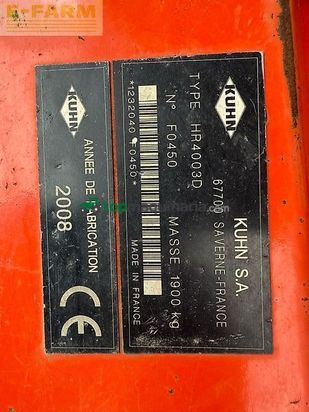 E-FARM
KUHN
ANNEE DE FABRICATION
2008
CE
KUHN
KUHN S.A.
67700 SAVERNE-FRANCE
TYPE HR4003D
N° F0450 MASSE 1900 kg
*1232040 F0450*
MADE IN
FRANCE